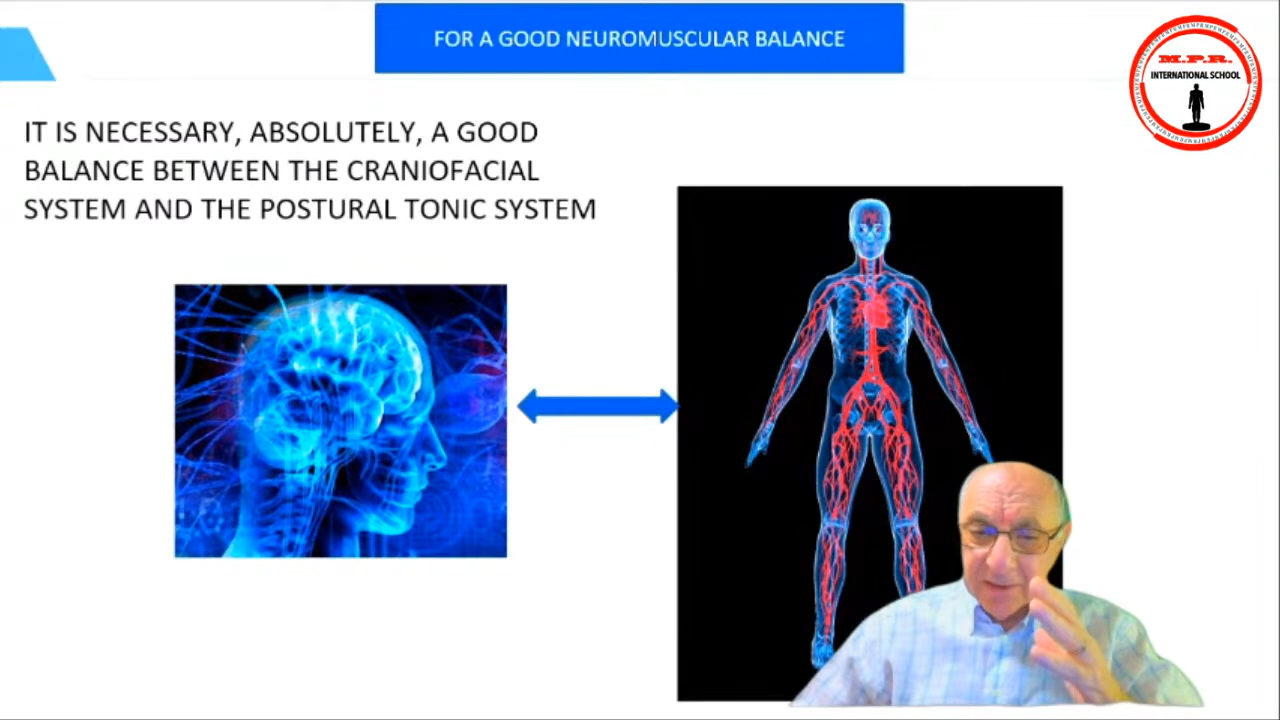 FOR A GOOD NEUROMUSCULAR BALANCE
M.P.R.
INTERNATIONAL SCHOOL
IT IS NECESSARY, ABSOLUTELY, A GOOD
BALANCE BETWEEN THE CRANIOFACIAL
SYSTEM AND THE POSTURAL TONIC SYSTEM